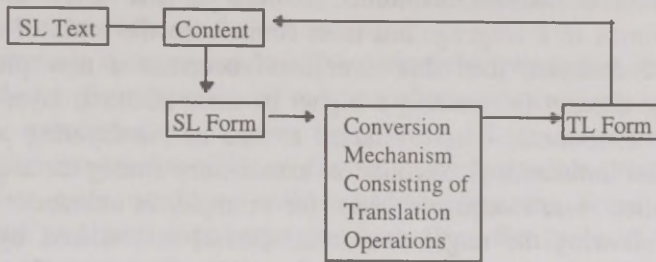 SL Text
Content
SL Form
Conversion
Mechanism
Consisting of
Translation
Operations
TL Form